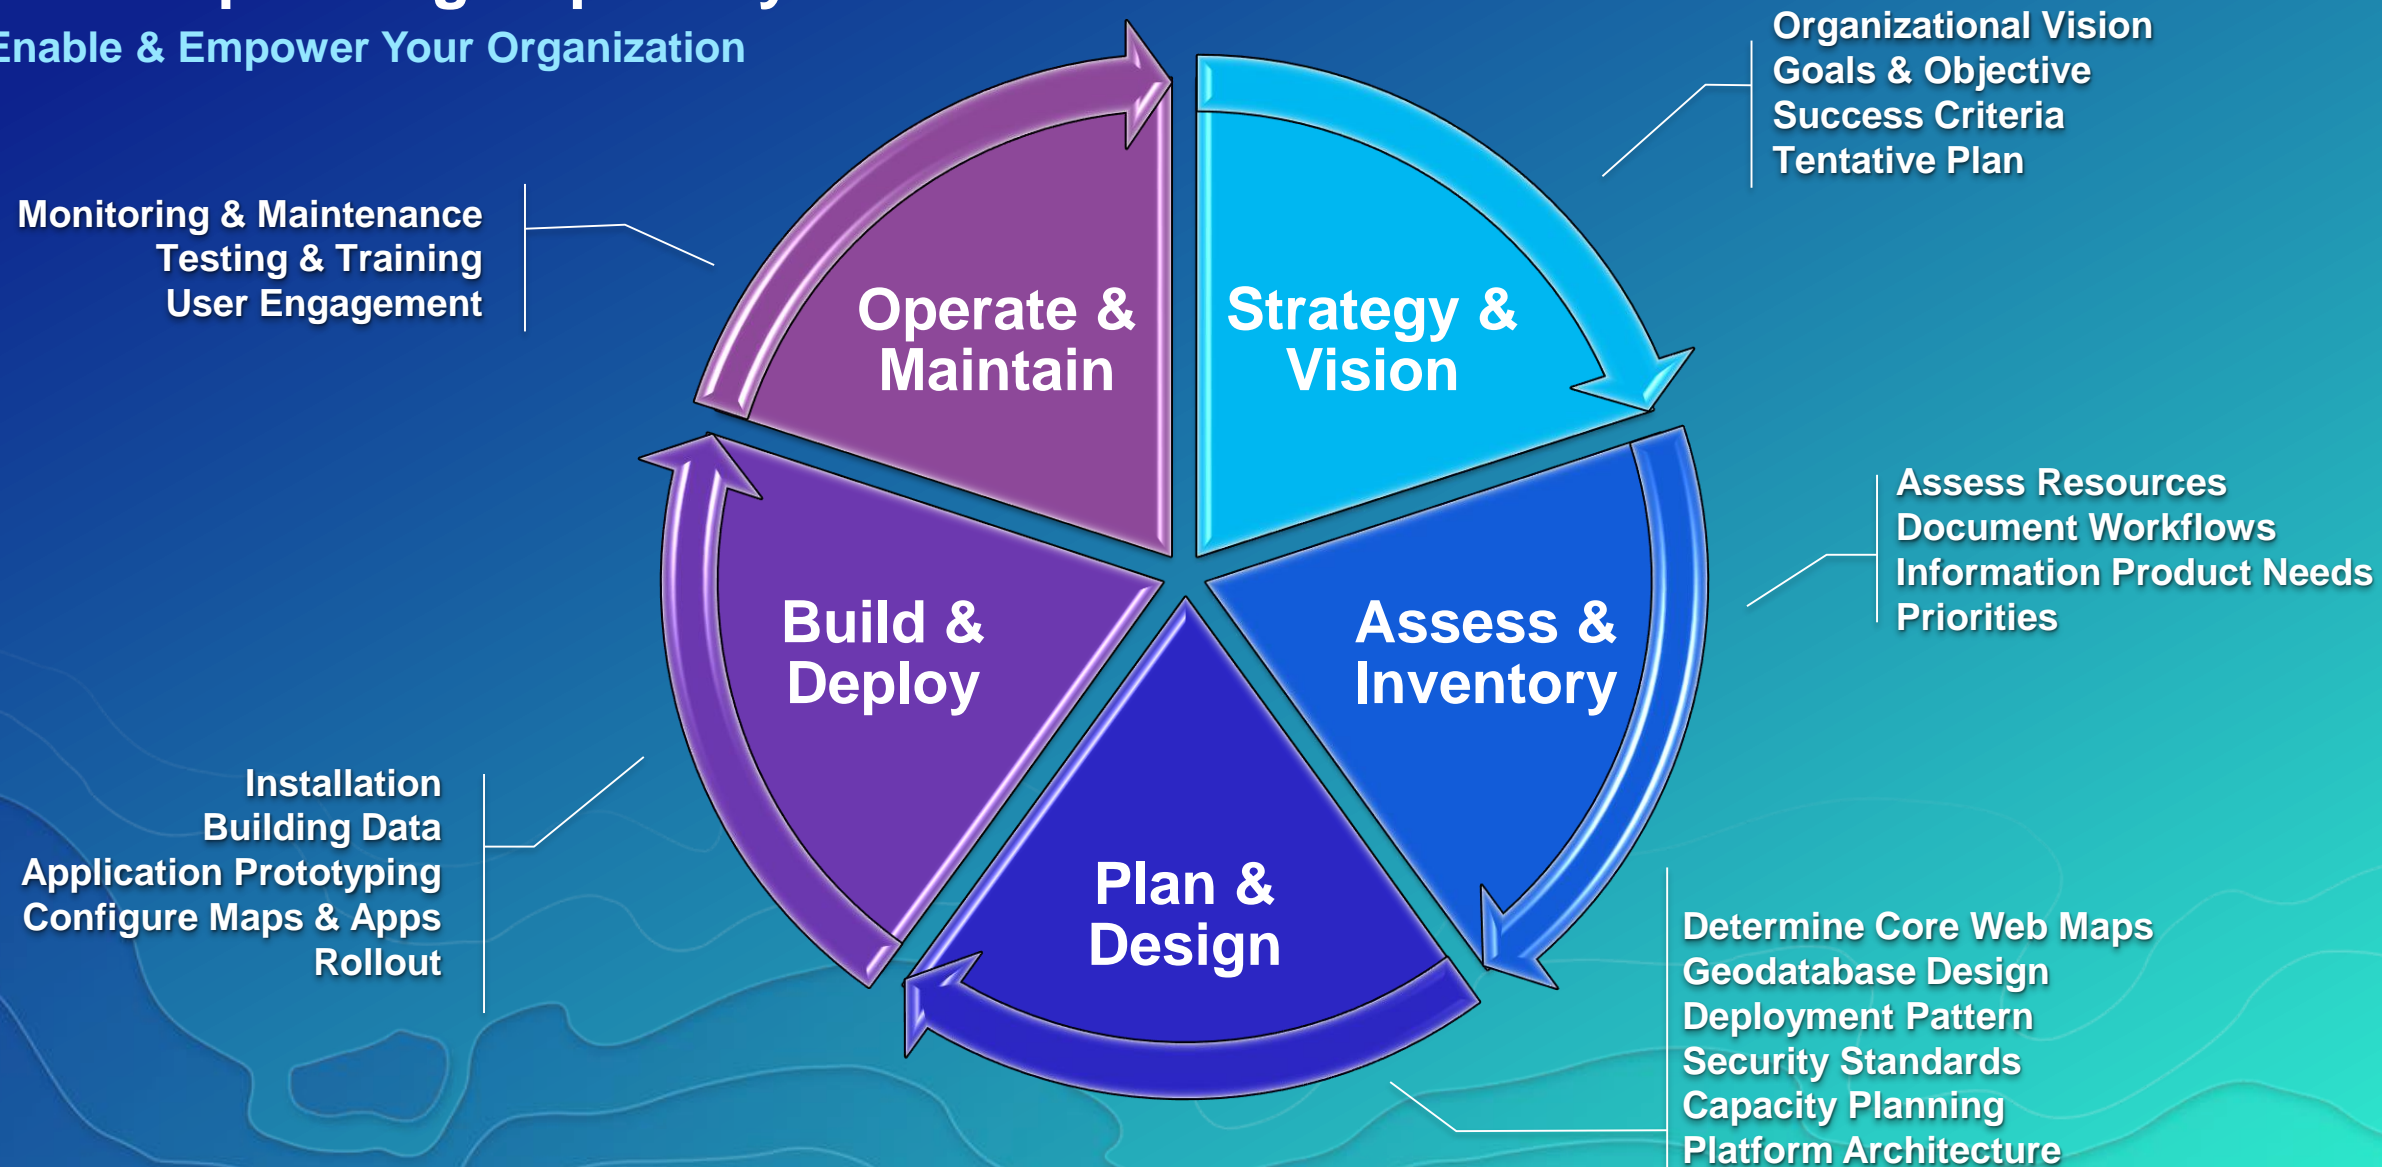 Enable & Empower Your Organization
Organizational Vision
Goals & Objective
Success Criteria
Tentative Plan
Monitoring & Maintenance
Testing & Training
User Engagement
Operate &
Maintain
Strategy &
Vision
Assess Resources
Document Workflows
Information Product Needs
Priorities
Build &
Deploy
Assess &
Inventory
Installation
Building Data
Application Prototyping
Configure Maps & Apps
Rollout
Plan &
Design
Determine Core Web Maps
Geodatabase Design
Deployment Pattern
Security Standards
Capacity Planning
Platform Architecture